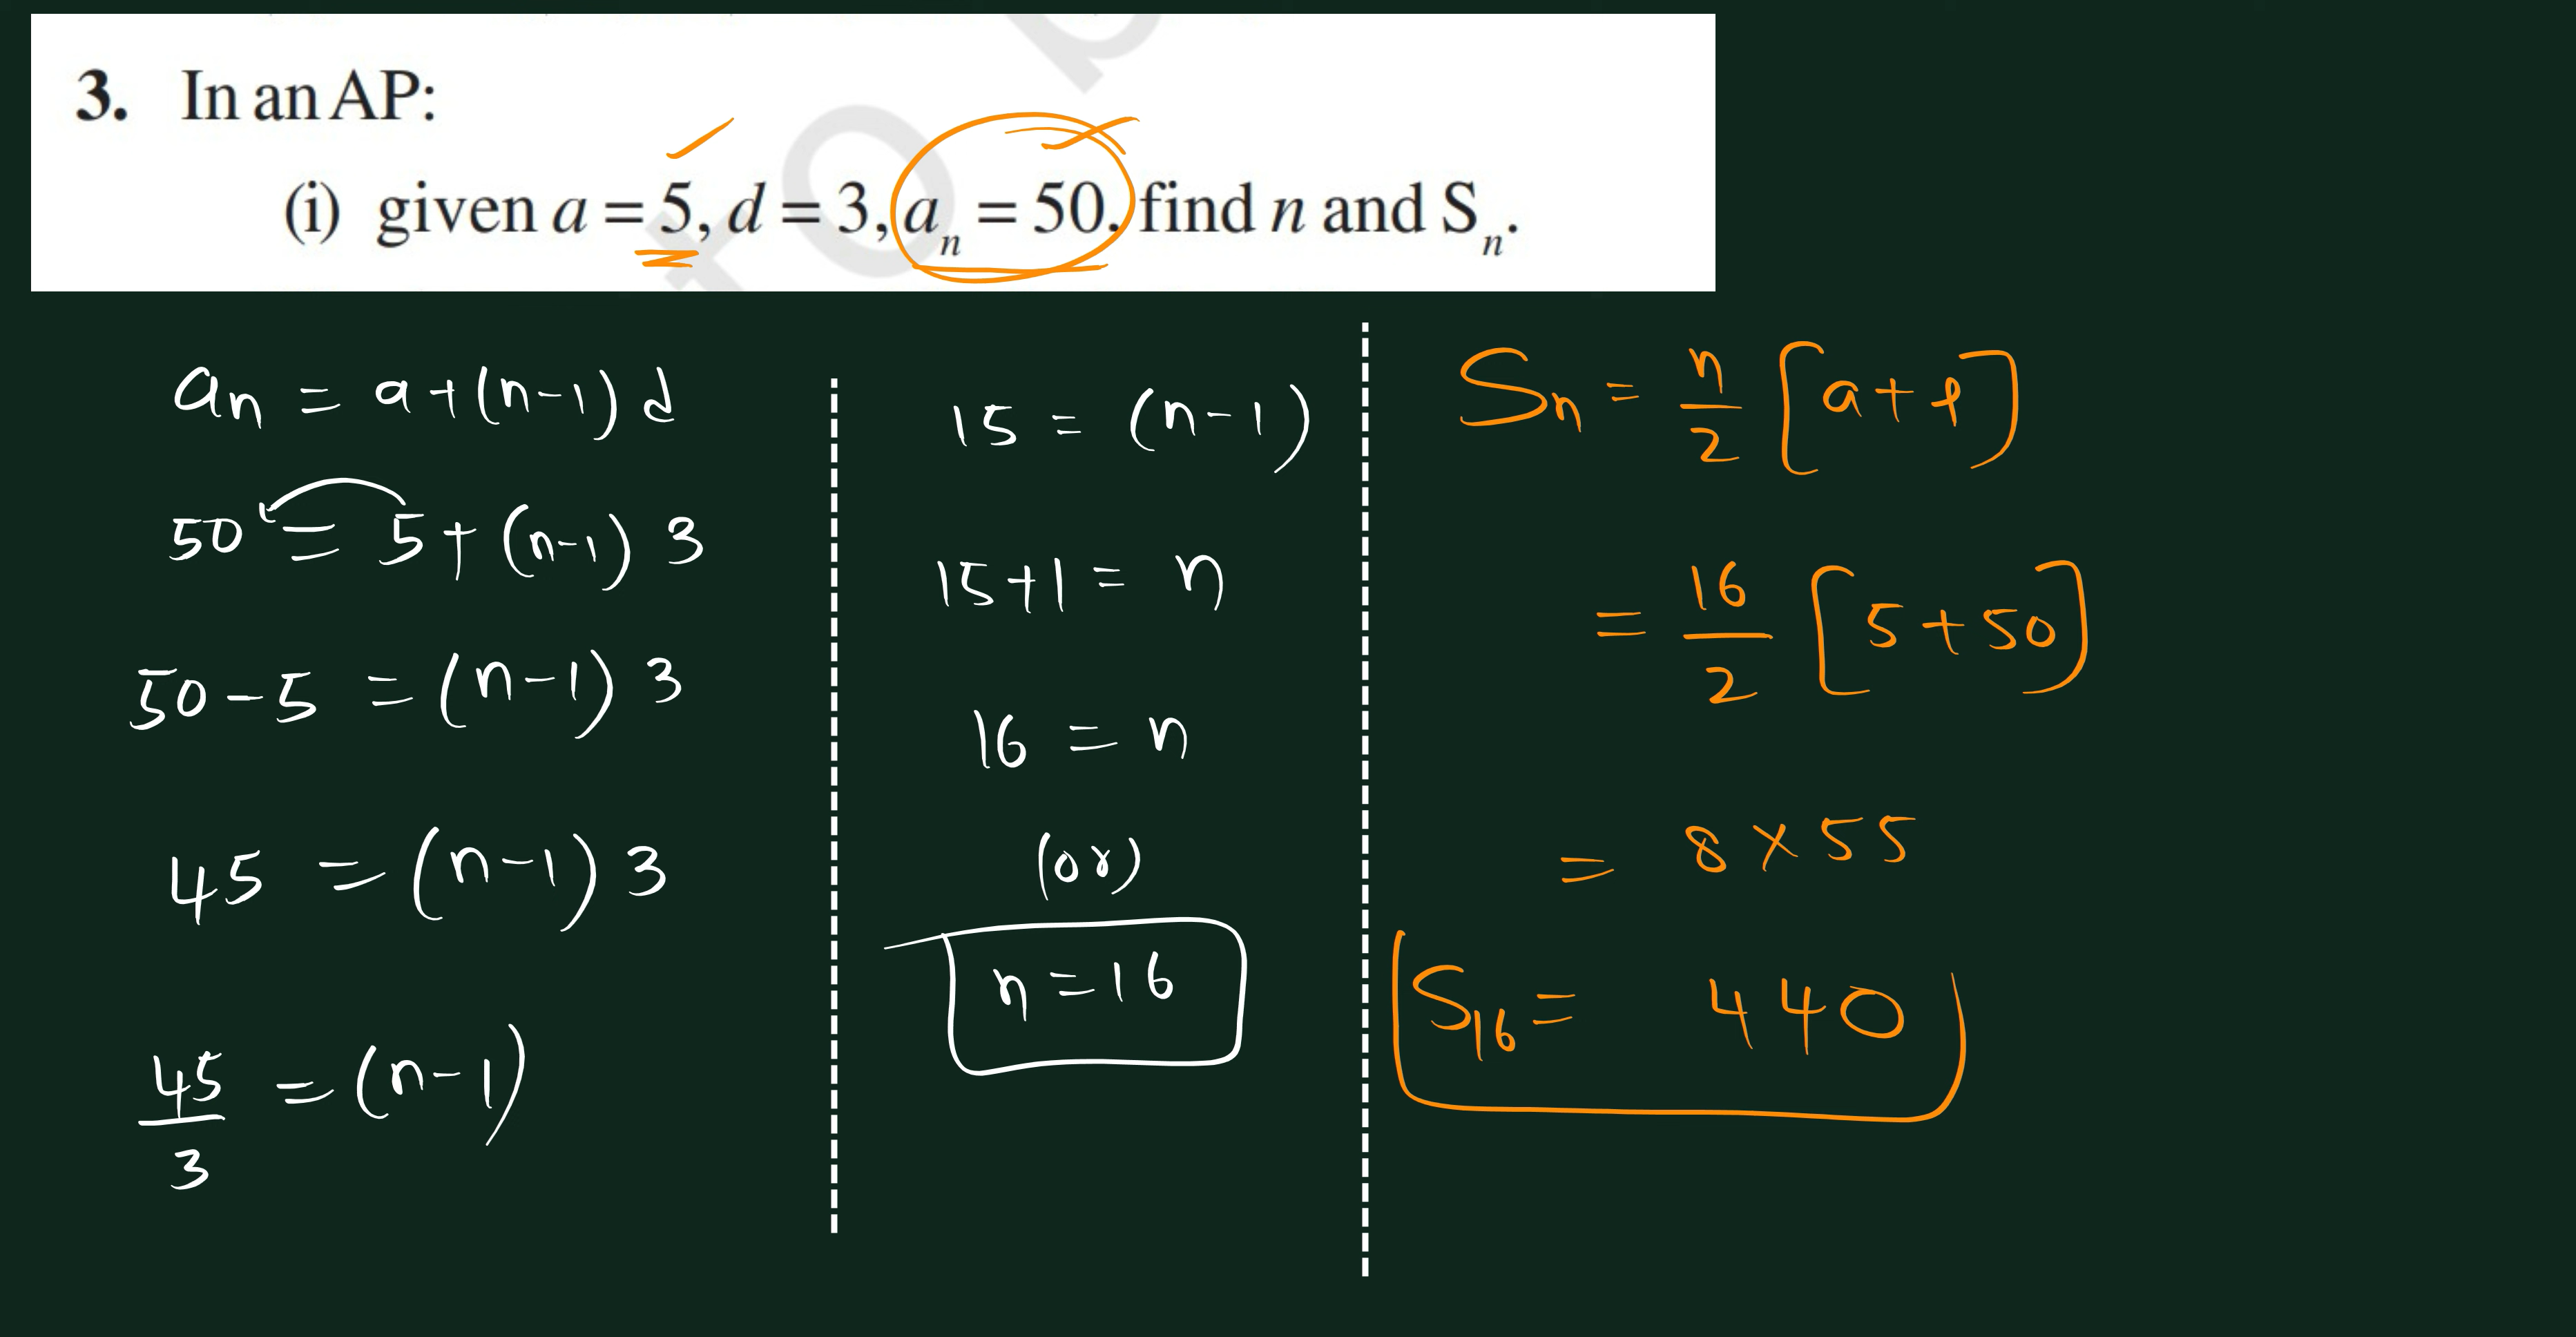 3. In an AP:
(i) given a = 5, d = 3, aₙ = 50, find n and Sₙ.
aₙ = a+(n-1) d
50 = 5+(n-1) 3
50-5 = (n-1) 3
45 = (n-1) 3
45/3 = (n-1)
15 = (n-1)
15+1 = n
16 = n
(or)
n=16
Sₙ = n/2 [a+l]
= 16/2 [5+50]
= 8×55
S₁₆ = 440